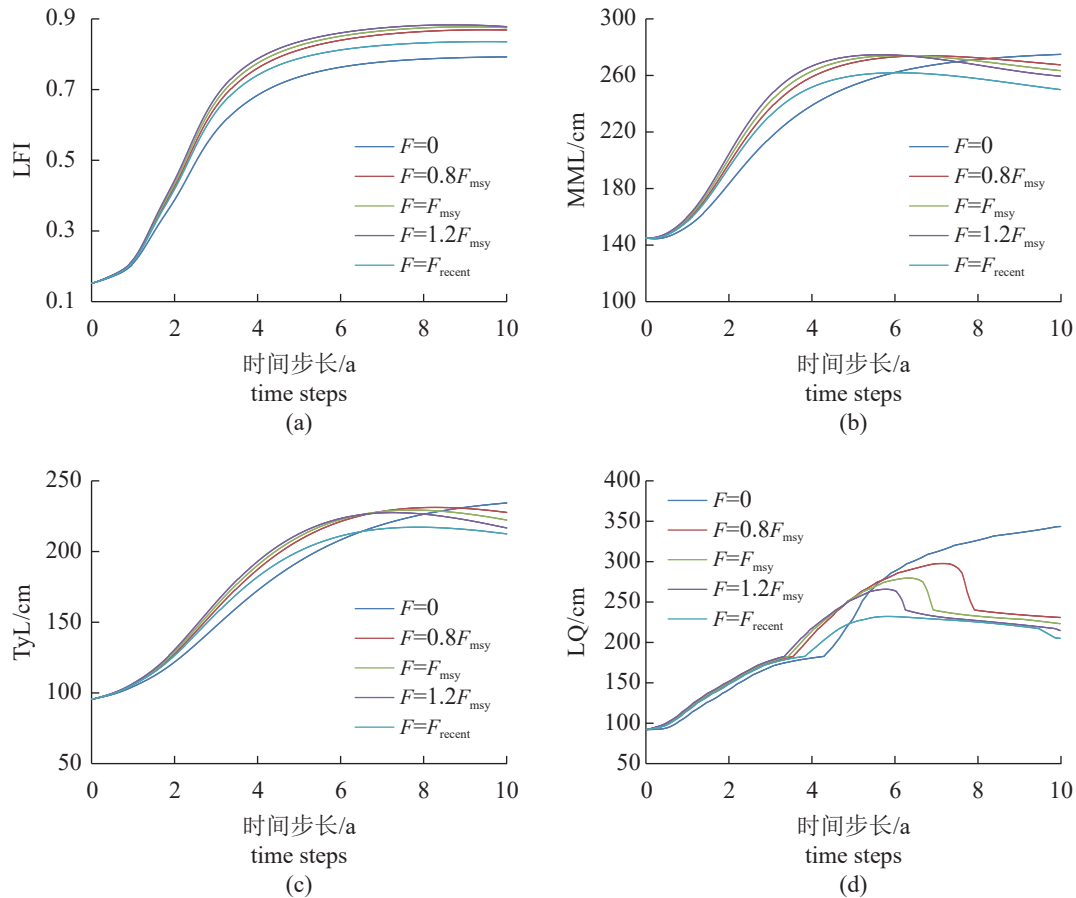 0.9
0.7
0.5
0.3
0.1
LFI
F=0
F=0.8Fmsy
F=Fmsy
F=1.2Fmsy
F=Frecent
0 2 4 6 8 10
时间步长/a
time steps
(a)
300
260
220
180
140
100
MML/cm
F=0
F=0.8Fmsy
F=Fmsy
F=1.2Fmsy
F=Frecent
0 2 4 6 8 10
时间步长/a
time steps
(b)
250
200
150
100
50
TyL/cm
F=0
F=0.8Fmsy
F=Fmsy
F=1.2Fmsy
F=Frecent
0 2 4 6 8 10
时间步长/a
time steps
(c)
400
350
300
250
200
150
100
50
LQ/cm
F=0
F=0.8Fmsy
F=Fmsy
F=1.2Fmsy
F=Frecent
0 2 4 6 8 10
时间步长/a
time steps
(d)